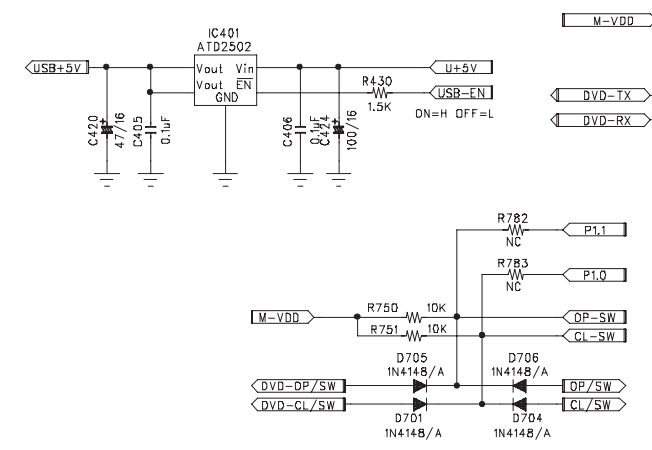 IC401
ATD2502
M-VDD
USB+5V
Vout Vin
U+5V
Vout EN
GND
R430
1.5K
USB-EN
ON=H OFF=L
DVD-TX
DVD-RX
C420
47/16
C405
0.1uF
C406
0.1uF
C424
100/16
R782
NC
P1.1
R783
NC
P1.0
M-VDD
R750 10K
OP-SW
R751 10K
CL-SW
D705
1N4148/A
D706
1N4148/A
DVD-OP/SW
OP/SW
DVD-CL/SW
CL/SW
D701
1N4148/A
D704
1N4148/A